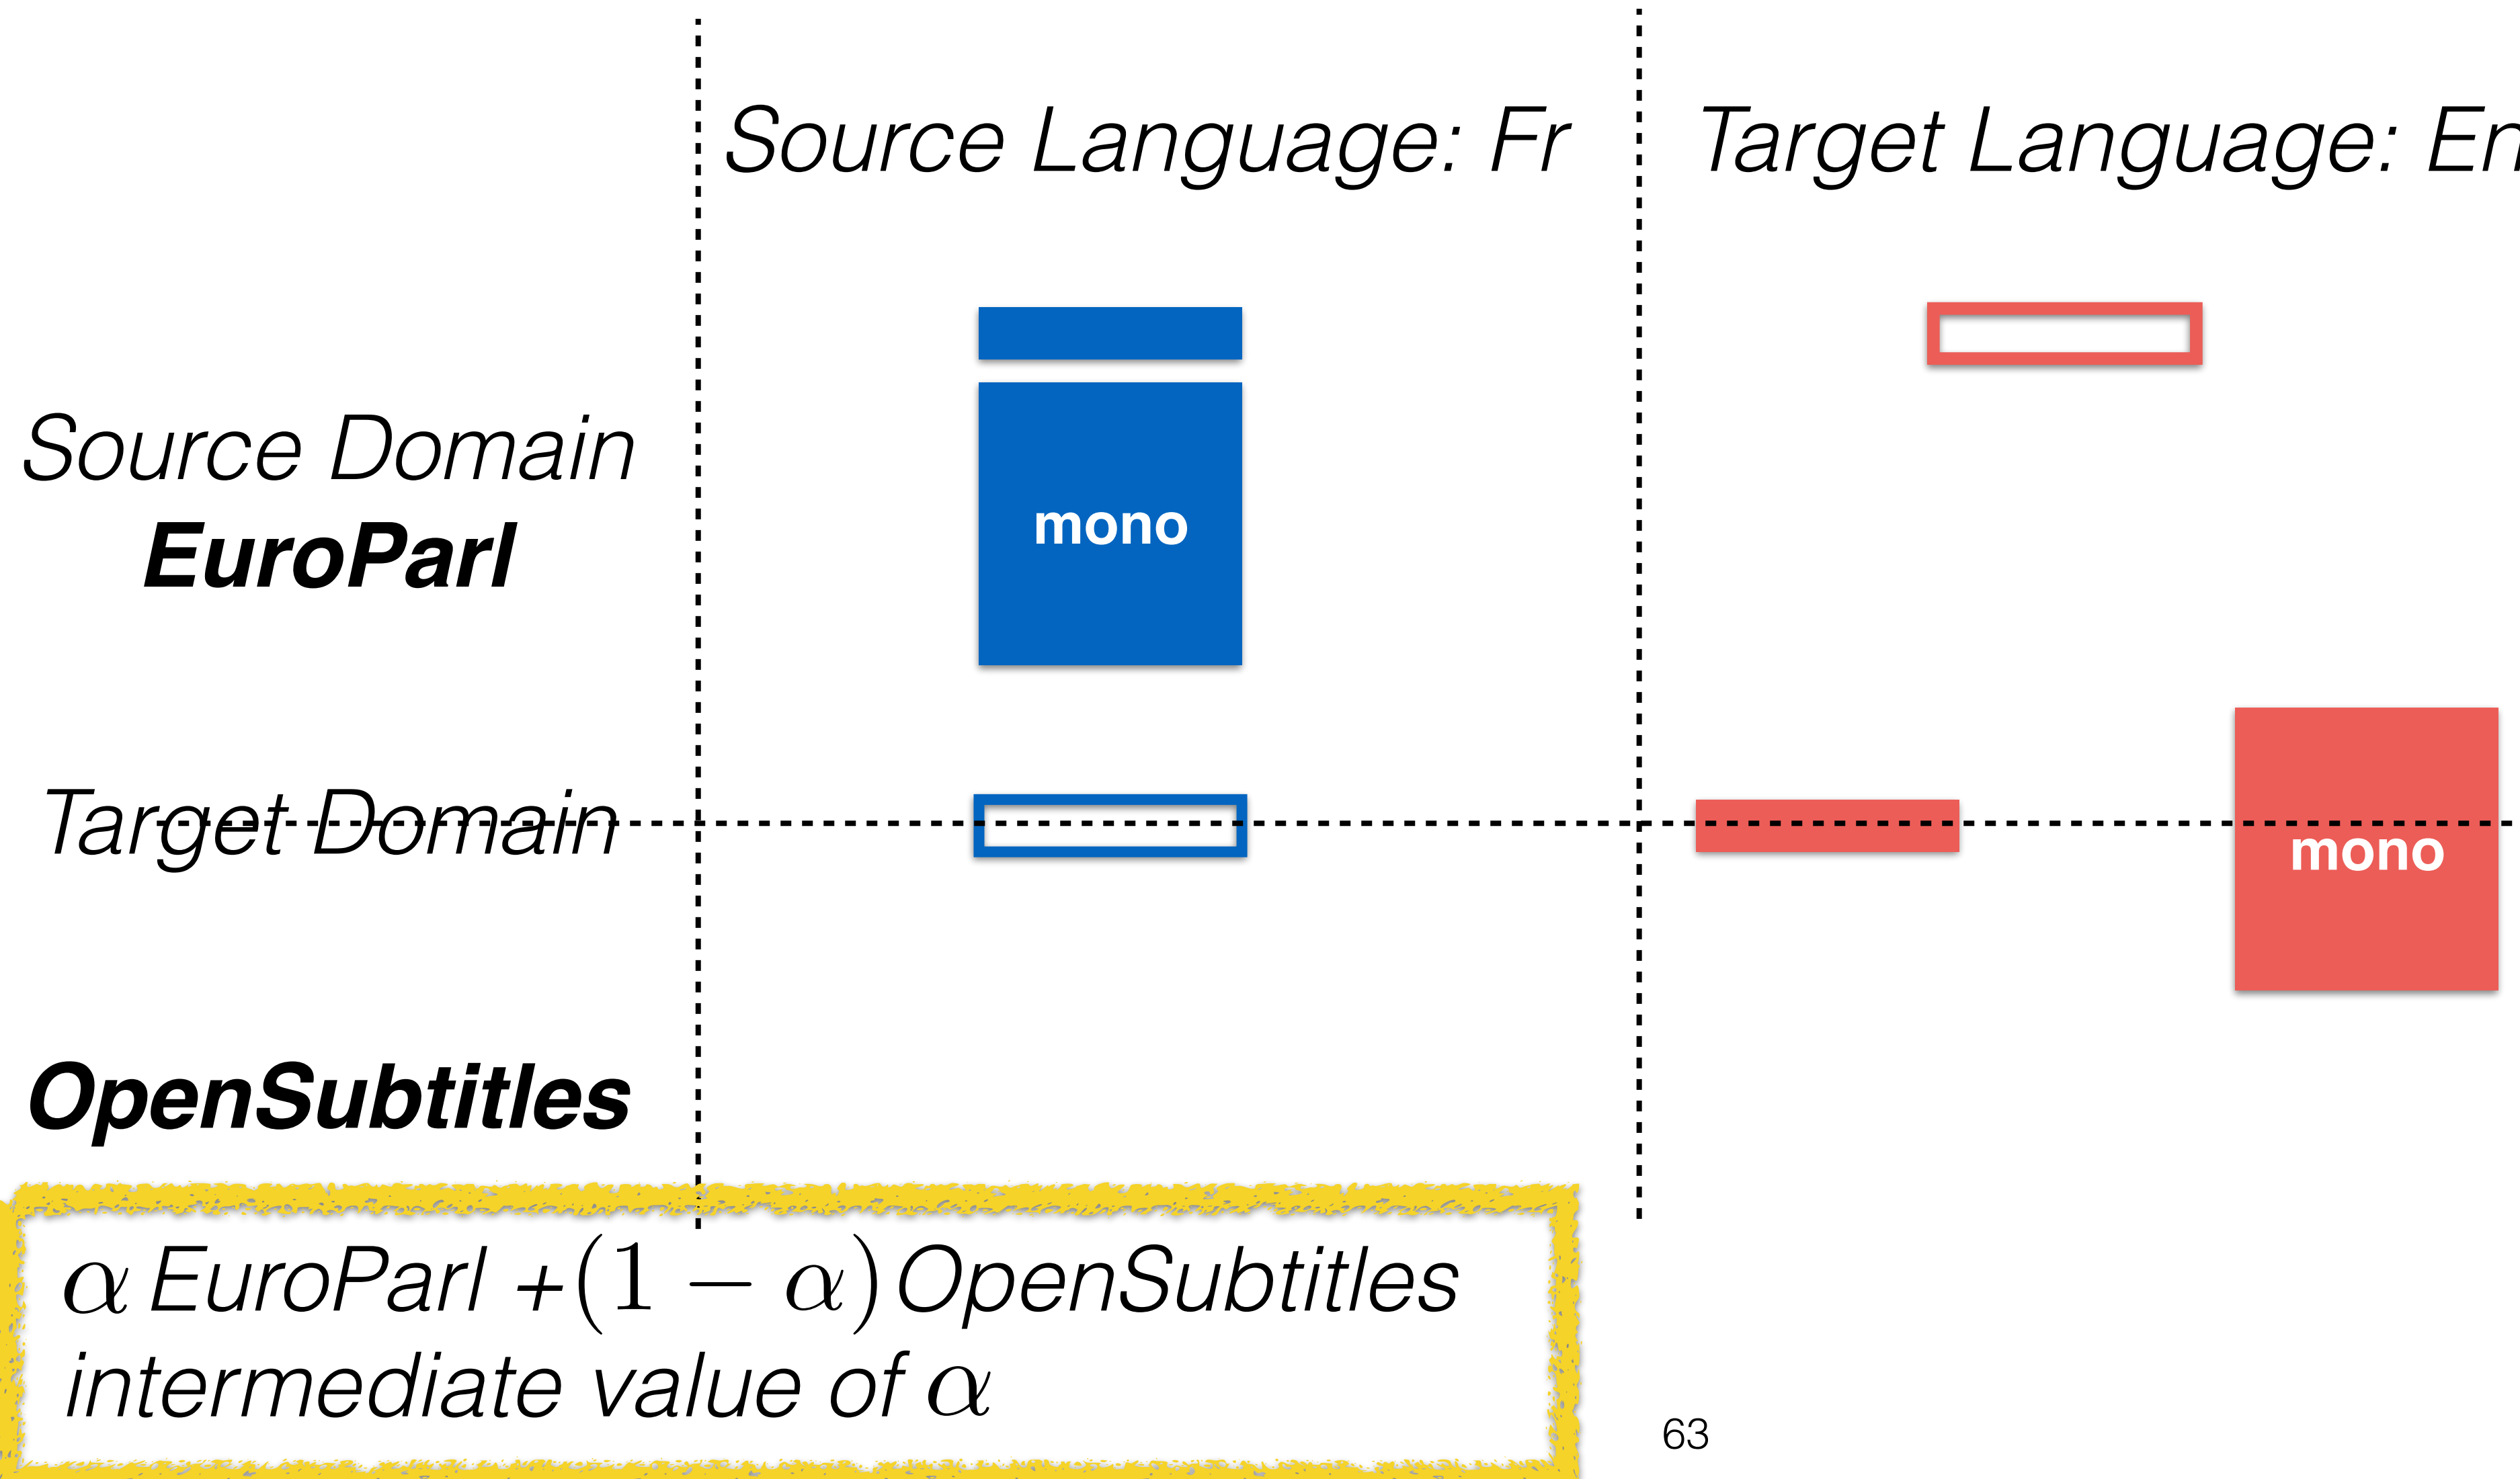 Source Language: Fr
Target Language: En
Source Domain
EuroParl
mono
Target Domain
mono
OpenSubtitles
α EuroParl +(1 − α) OpenSubtitles
intermediate value of α
63